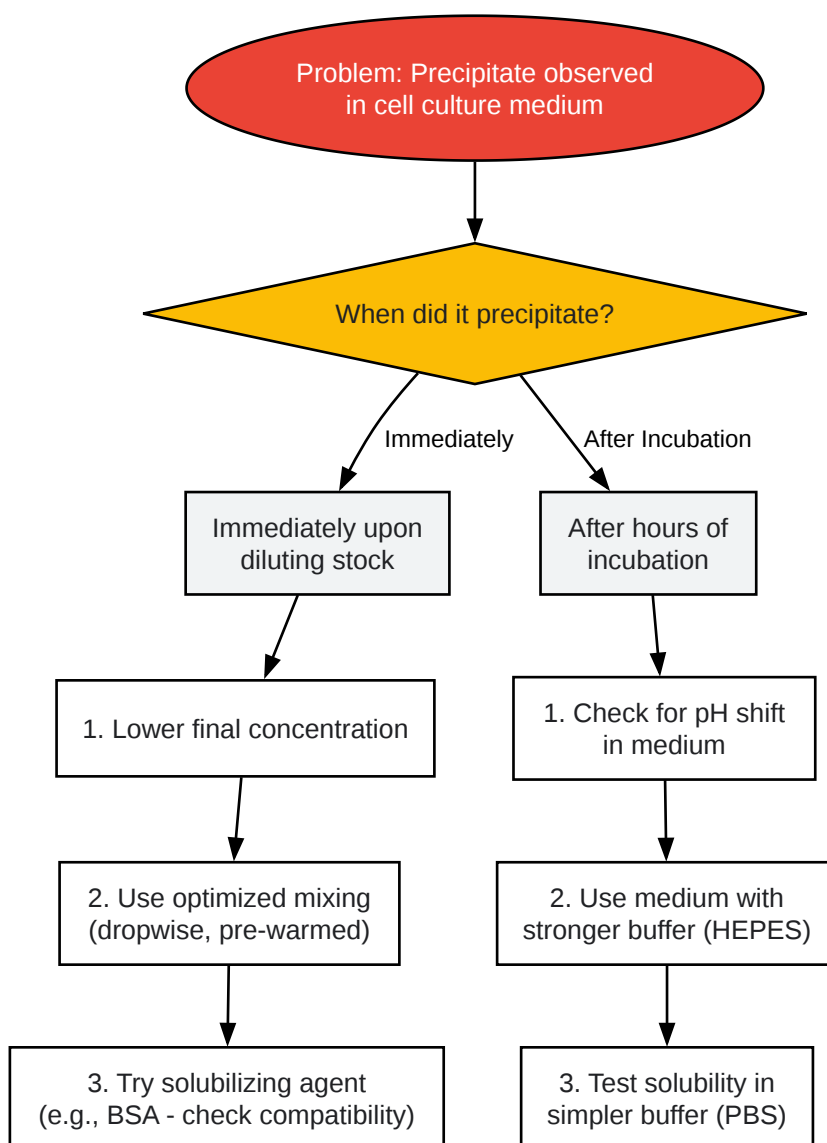 Problem: Precipitate observed
in cell culture medium
When did it precipitate?
Immediately
After Incubation
Immediately upon
diluting stock
After hours of
incubation
1. Lower final concentration
1. Check for pH shift
in medium
2. Use optimized mixing
(dropwise, pre-warmed)
2. Use medium with
stronger buffer (HEPES)
3. Try solubilizing agent
(e.g., BSA - check compatibility)
3. Test solubility in
simpler buffer (PBS)